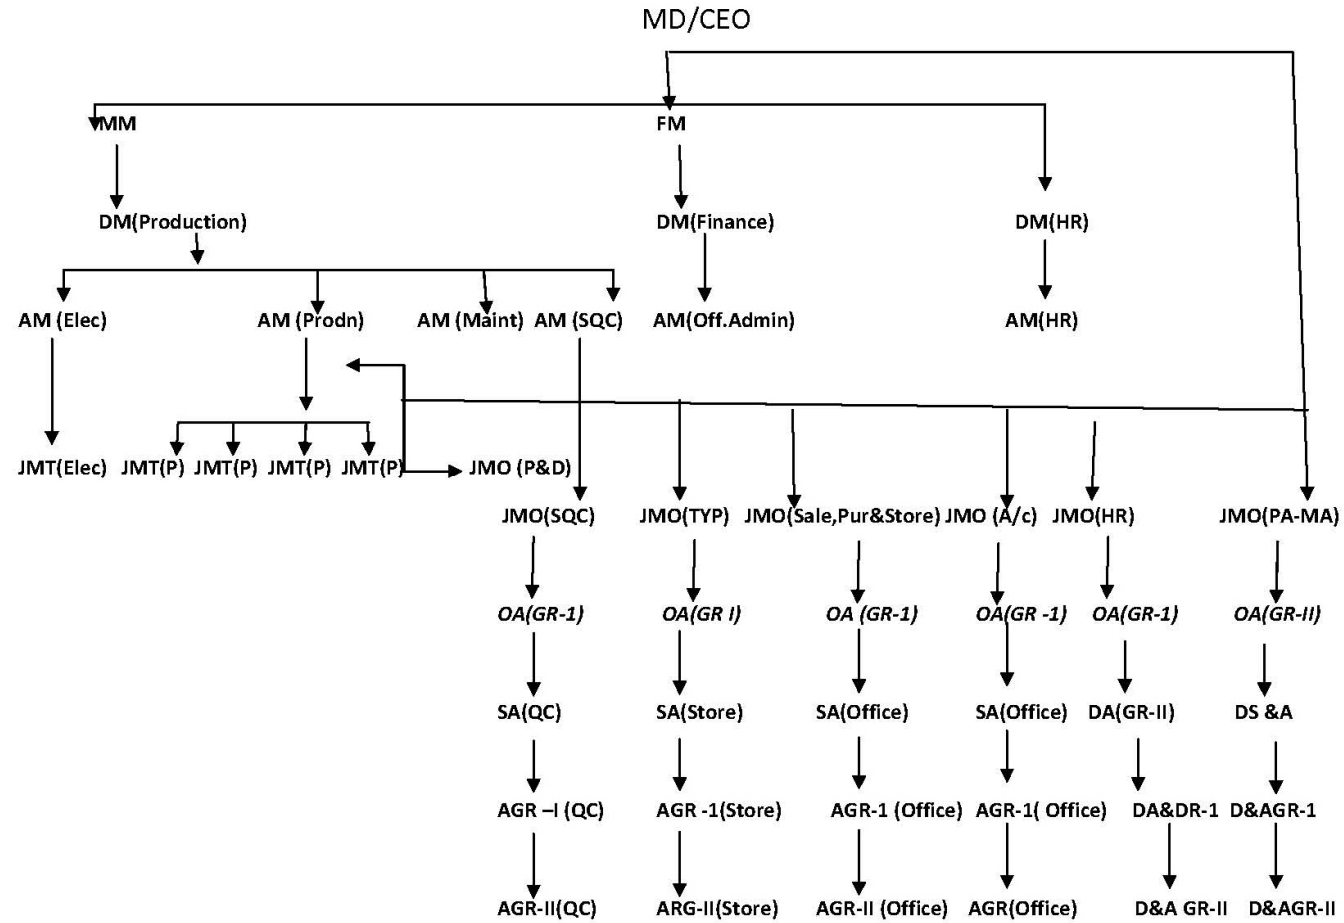 MD/CEO
MM FM
DM(Production) DM(Finance) DM(HR)
AM (Elec) AM (Prodn) AM (Maint) AM (SQC) AM(Off.Admin) AM(HR)
JMT(Elec) JMT(P) JMT(P) JMT(P) JMT(P) JMO (P&D)
JMO(SQC) JMO(TYP) JMO(Sale,Pur&Store) JMO (A/c) JMO(HR) JMO(PA-MA)
OA(GR-1) OA(GR I) OA (GR-1) OA(GR -1) OA(GR-1) OA(GR-II)
SA(QC) SA(Store) SA(Office) SA(Office) DA(GR-II) DS &A
AGR –I (QC) AGR -1(Store) AGR-1 (Office) AGR-1( Office) DA&DR-1 D&AGR-1
AGR-II(QC) ARG-II(Store) AGR-II (Office) AGR(Office) D&A GR-II D&AGR-II